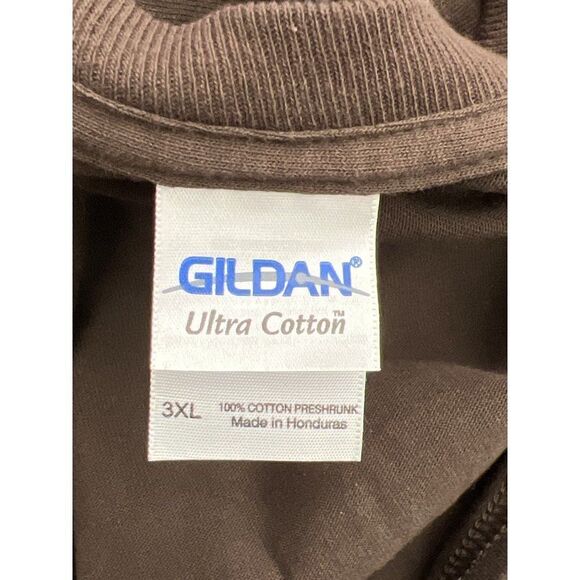 GILDAN®
Ultra Cotton™
3XL 100% COTTON PRESHRUNK
Made in Honduras